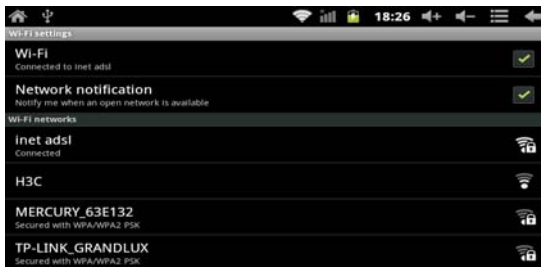 18:26
Wi-Fi settings
Wi-Fi
Connected to inet adsl
Network notification
Notify me when an open network is available
Wi-Fi networks
inet adsl
Connected
H3C
MERCURY_63E132
Secured with WPA/WPA2 PSK
TP-LINK_GRANDLUX
Secured with WPA/WPA2 PSK